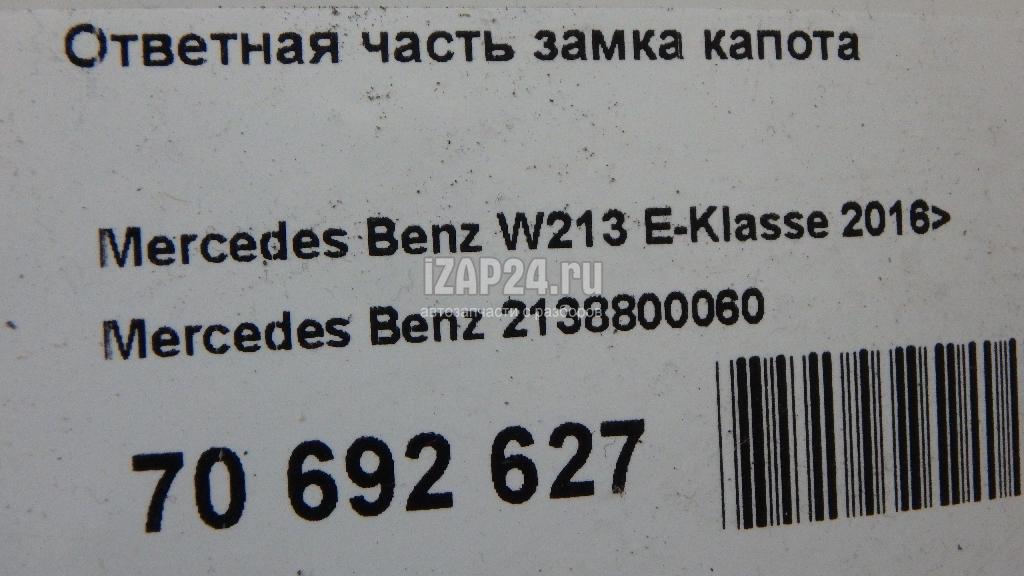 Ответная часть замка капота
Mercedes Benz W213 E-Klasse 2016>
iZAP24.ru
автозапчасти с разборов
Mercedes Benz 2138800060
70 692 627